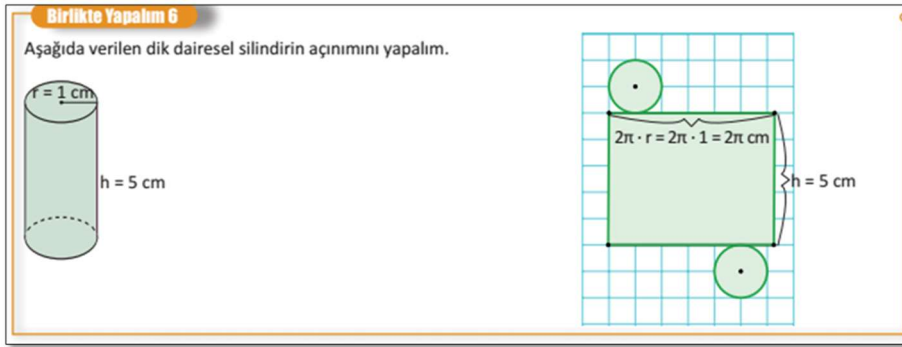 Birlikte Yapalım 6
Aşağıda verilen dik dairesel silindirin açınımını yapalım.
r = 1 cm
h = 5 cm
2π · r = 2π · 1 = 2π cm
h = 5 cm